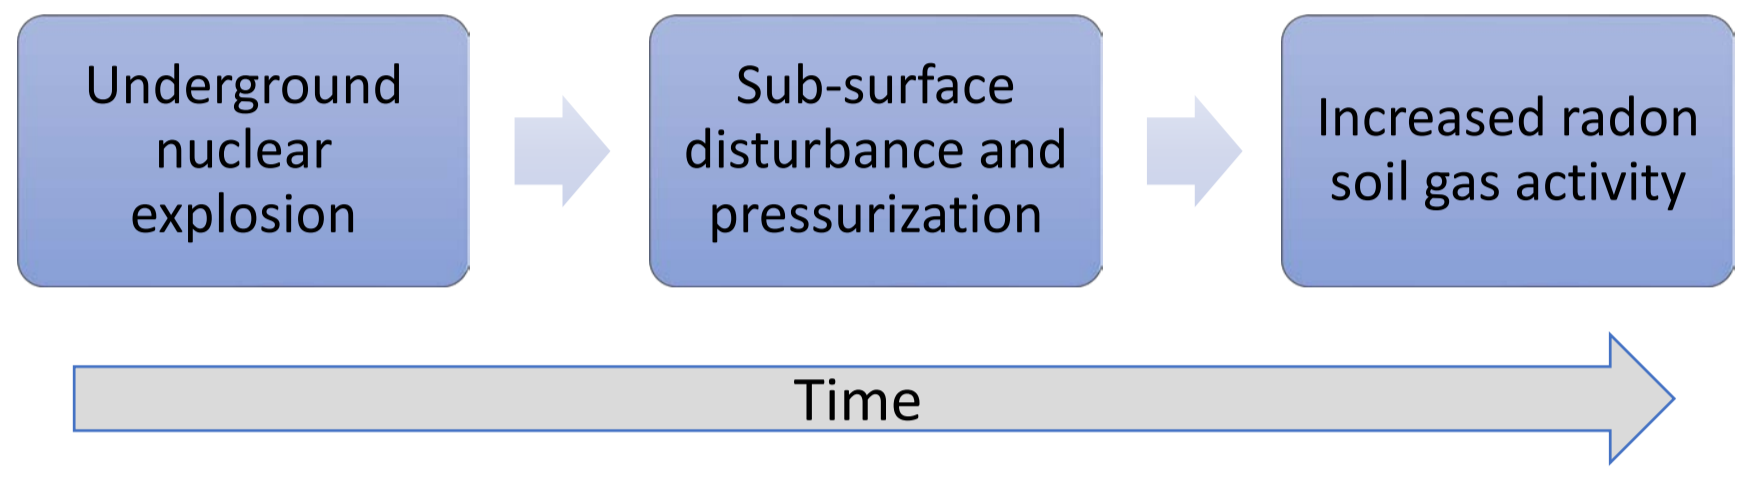 Underground
nuclear
explosion
Sub-surface
disturbance and
pressurization
Increased radon
soil gas activity
Time